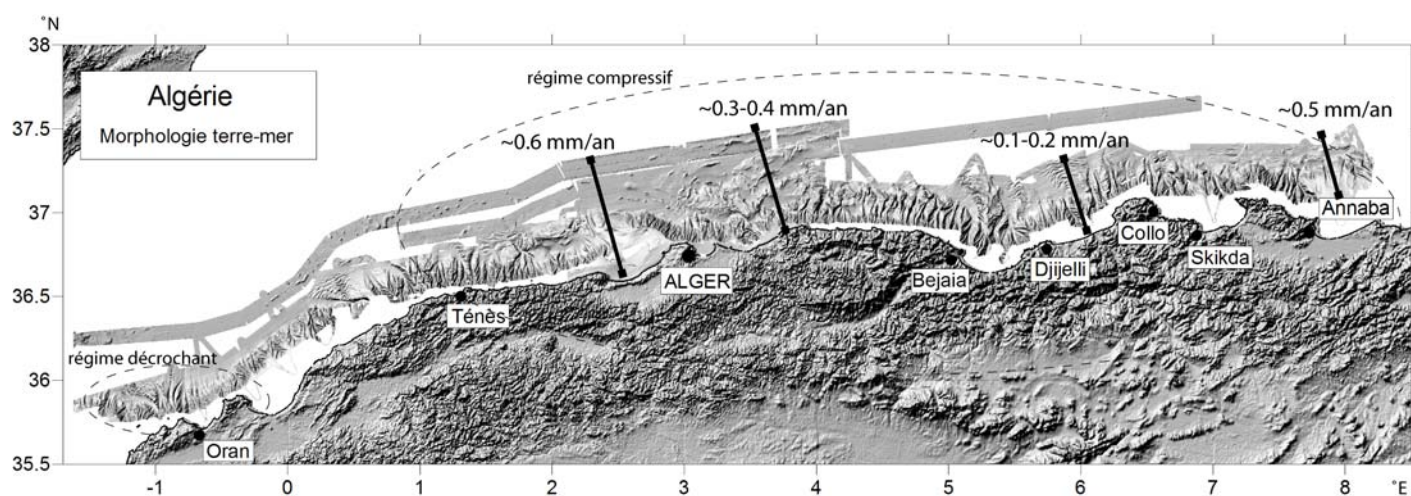 °N
38
37.5
37
36.5
36
35.5
Algérie
Morphologie terre-mer
régime compressif
~0.6 mm/an
~0.3-0.4 mm/an
~0.1-0.2 mm/an
~0.5 mm/an
régime décrochant
Oran
Ténès
ALGER
Bejaia
Djijelli
Collo
Skikda
Annaba
-1 0 1 2 3 4 5 6 7 8 °E